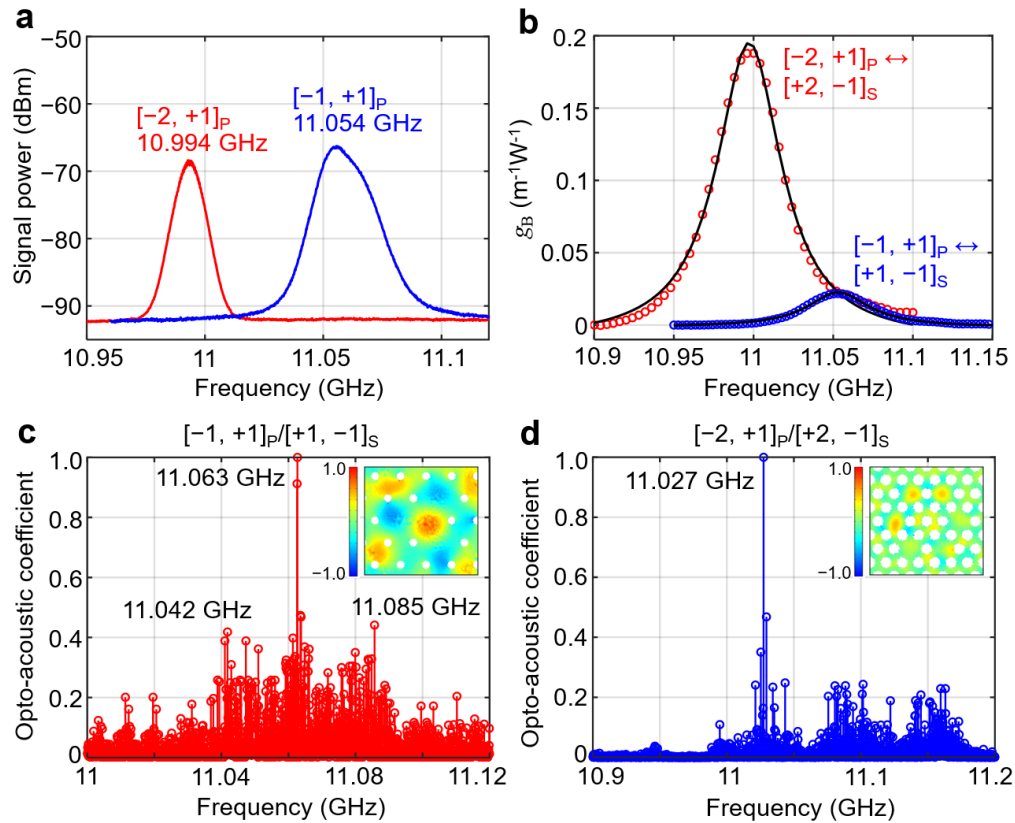 a
−50
−60
−70
−80
−90
Signal power (dBm)
[−2, +1]P
10.994 GHz
[−1, +1]P
11.054 GHz
10.95
11
11.05
11.1
Frequency (GHz)
b
0.2
0.15
0.1
0.05
0
gB (m-1W-1)
[−2, +1]P ↔
[+2, −1]S
[−1, +1]P ↔
[+1, −1]S
10.9
10.95
11
11.05
11.10
11.15
Frequency (GHz)
c
[−1, +1]P/[+1, −1]S
1.0
0.8
0.6
0.4
0.2
0
Opto-acoustic coefficient
11.063 GHz
11.042 GHz
11.085 GHz
1.0
−1.0
11
11.04
11.08
11.12
Frequency (GHz)
d
[−2, +1]P/[+2, −1]S
1.0
0.8
0.6
0.4
0.2
0
Opto-acoustic coefficient
11.027 GHz
1.0
−1.0
10.9
11
11.1
11.2
Frequency (GHz)